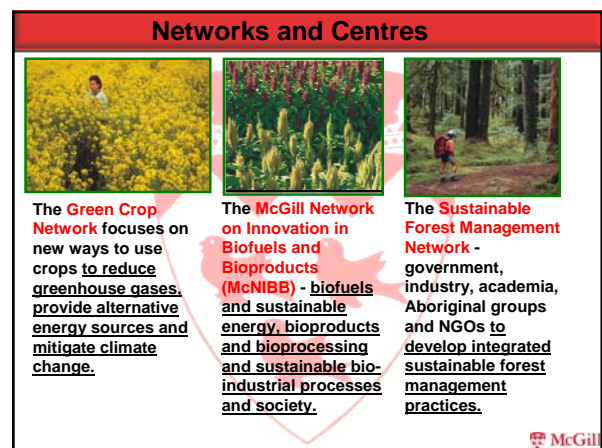 Networks and Centres
The Green Crop
Network focuses on
new ways to use
crops to reduce
greenhouse gases,
provide alternative
energy sources and
mitigate climate
change.
The McGill Network
on Innovation in
Biofuels and
Bioproducts
(McNIBB) - biofuels
and sustainable
energy, bioproducts
and bioprocessing
and sustainable bio-
industrial processes
and society.
The Sustainable
Forest Management
Network -
government,
industry, academia,
Aboriginal groups
and NGOs to
develop integrated
sustainable forest
management
practices.
McGill